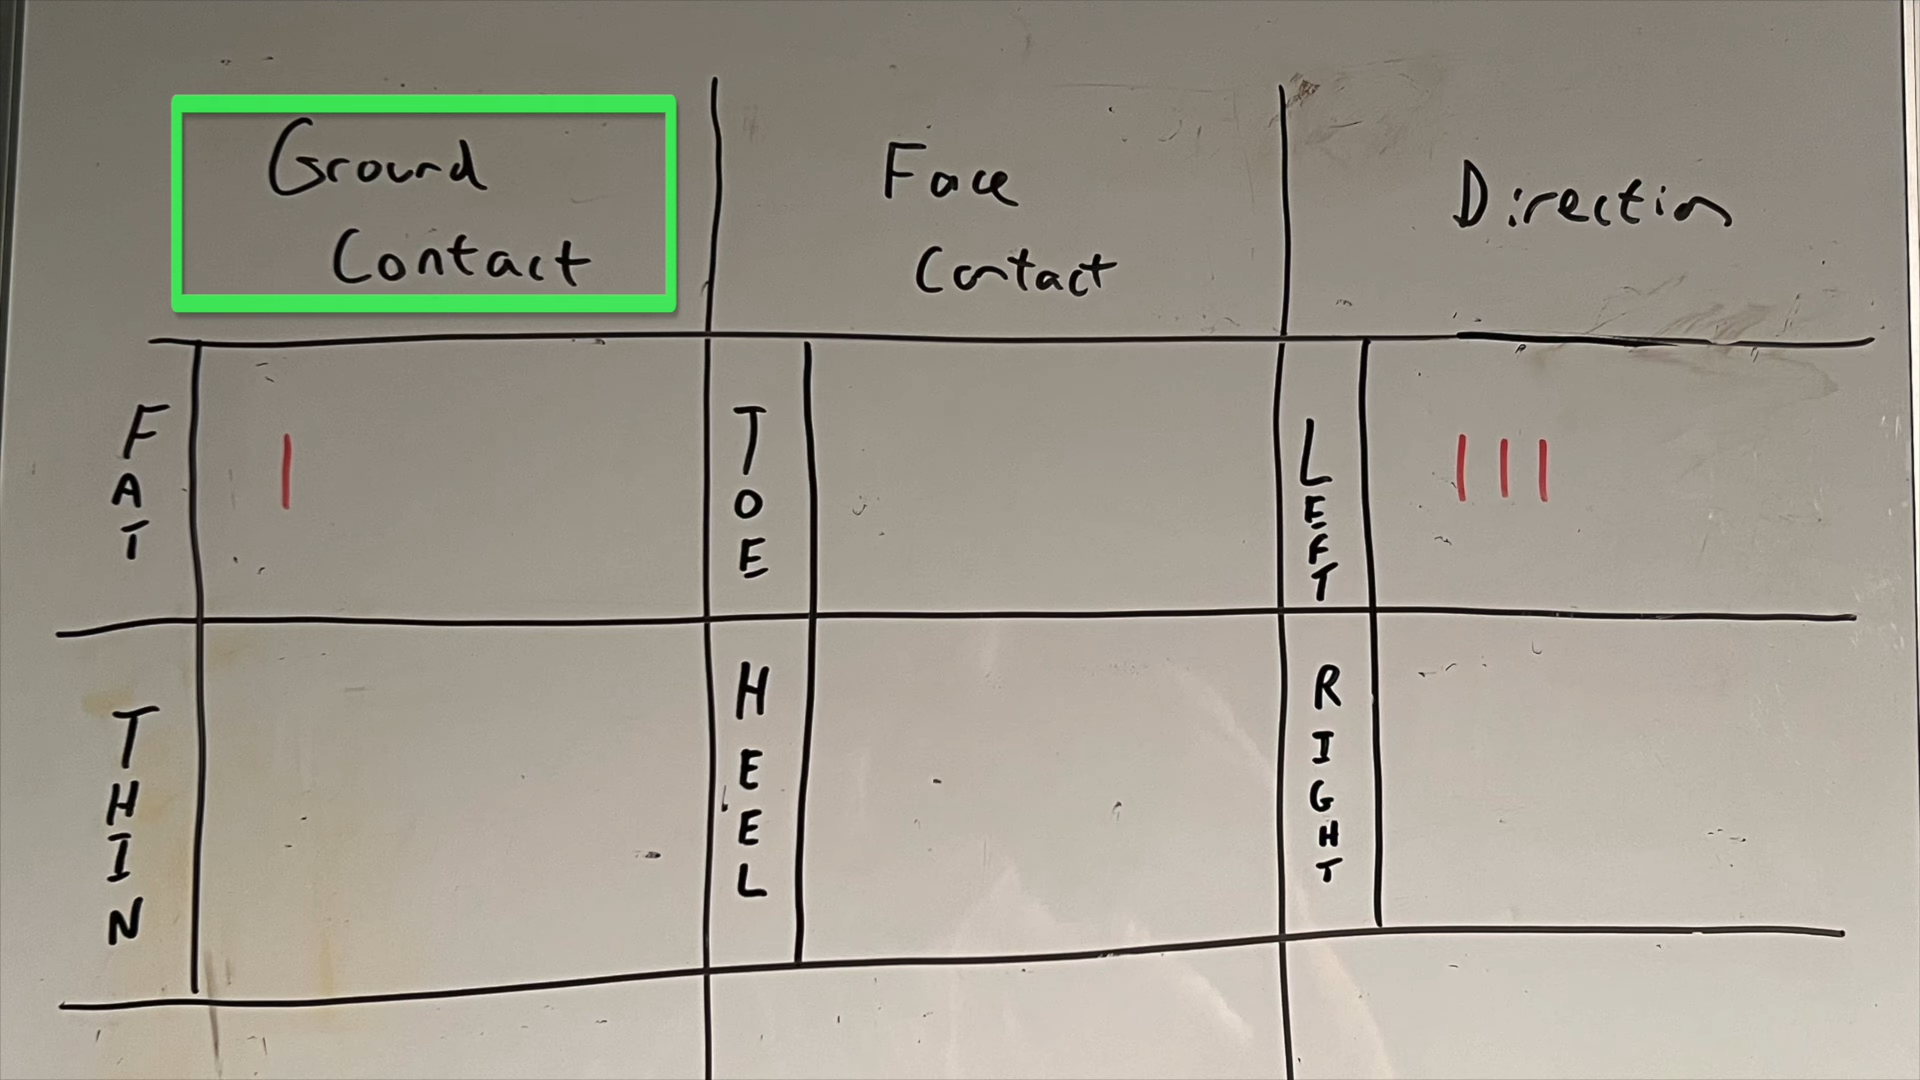 Ground
Contact
Face
Contact
Direction
FAT
TOE
LEFT
THIN
HEEL
RIGHT